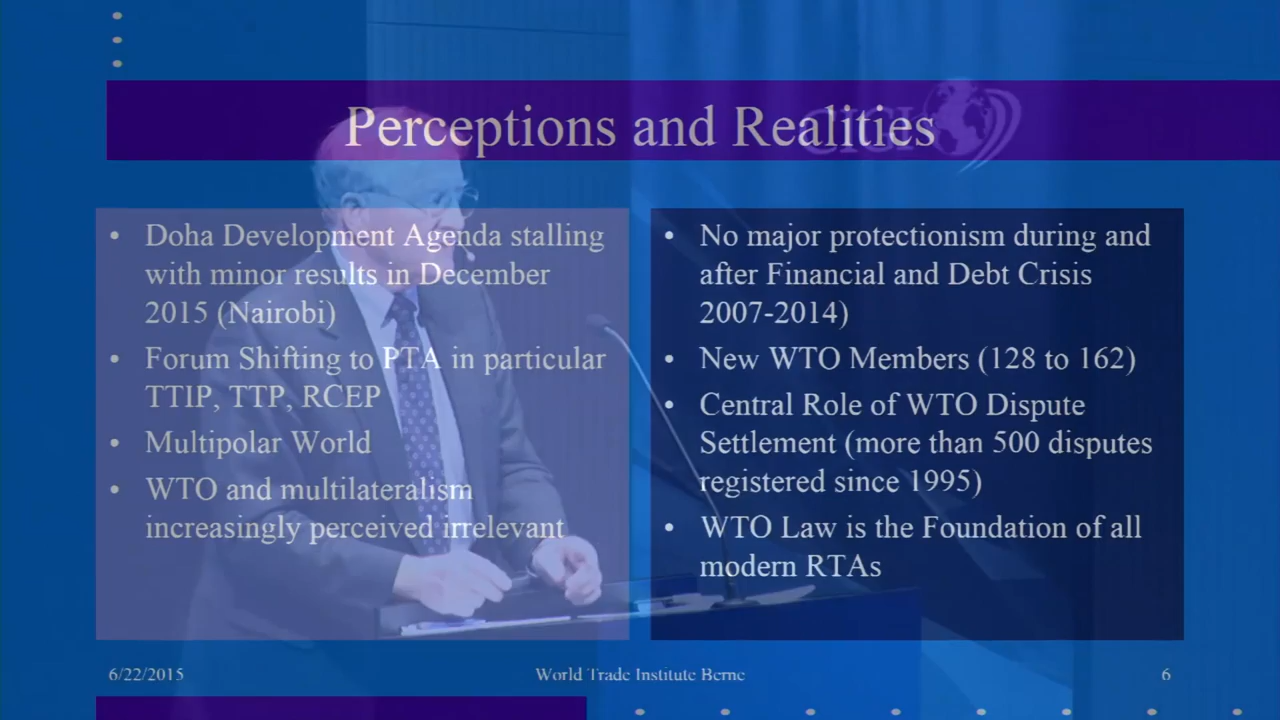 Perceptions and Realities
CIGI
• Doha Development Agenda stalling
with minor results in December
2015 (Nairobi)
• Forum Shifting to PTA in particular
TTIP, TTP, RCEP
• Multipolar World
• WTO and multilateralism
increasingly perceived irrelevant
• No major protectionism during and
after Financial and Debt Crisis
2007-2014)
• New WTO Members (128 to 162)
• Central Role of WTO Dispute
Settlement (more than 500 disputes
registered since 1995)
• WTO Law is the Foundation of all
modern RTAs
6/22/2015
World Trade Institute Berne
6